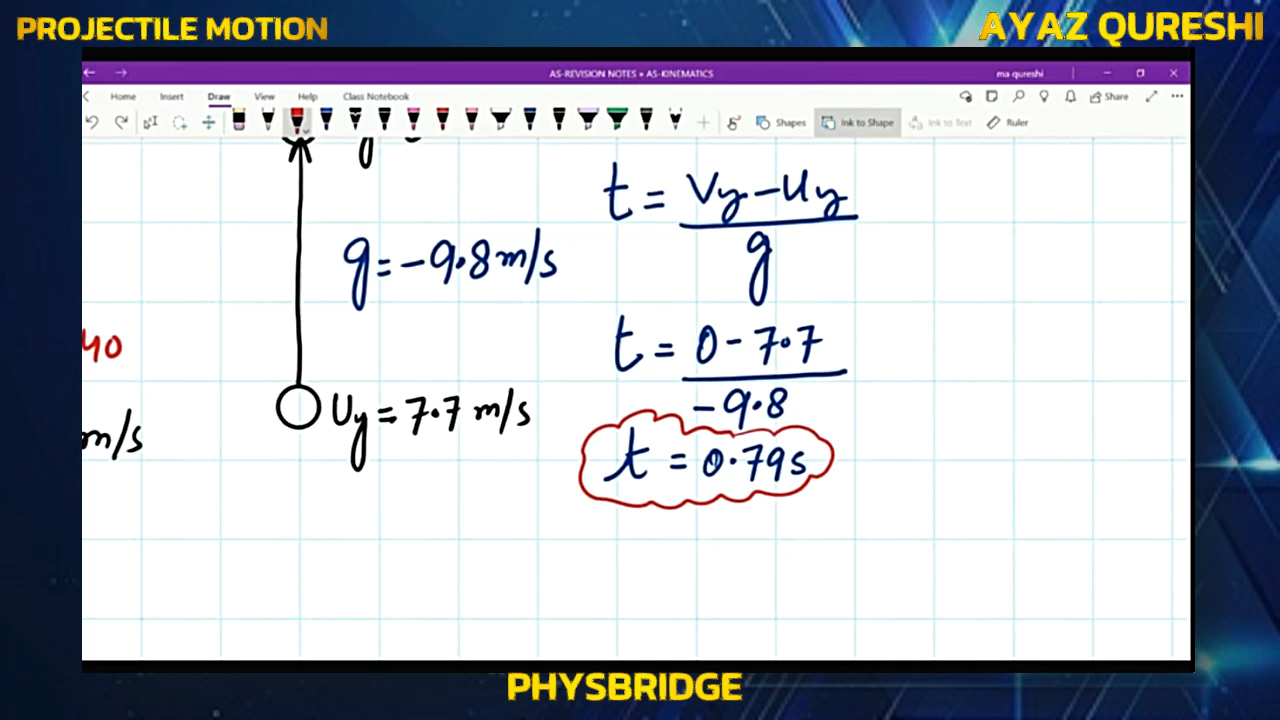 PROJECTILE MOTION
AYAZ QURESHI
AS-REVISION NOTES » AS-KINEMATICS
ma qureshi
Home Insert Draw View Help Class Notebook
Share
Shapes Ink to Shape Ink to Text Ruler
g = -9.8 m/s
40
m/s
Uy = 7.7 m/s
t = Vy - Uy
g
t = 0 - 7.7
-9.8
t = 0.79 s
PHYSBRIDGE